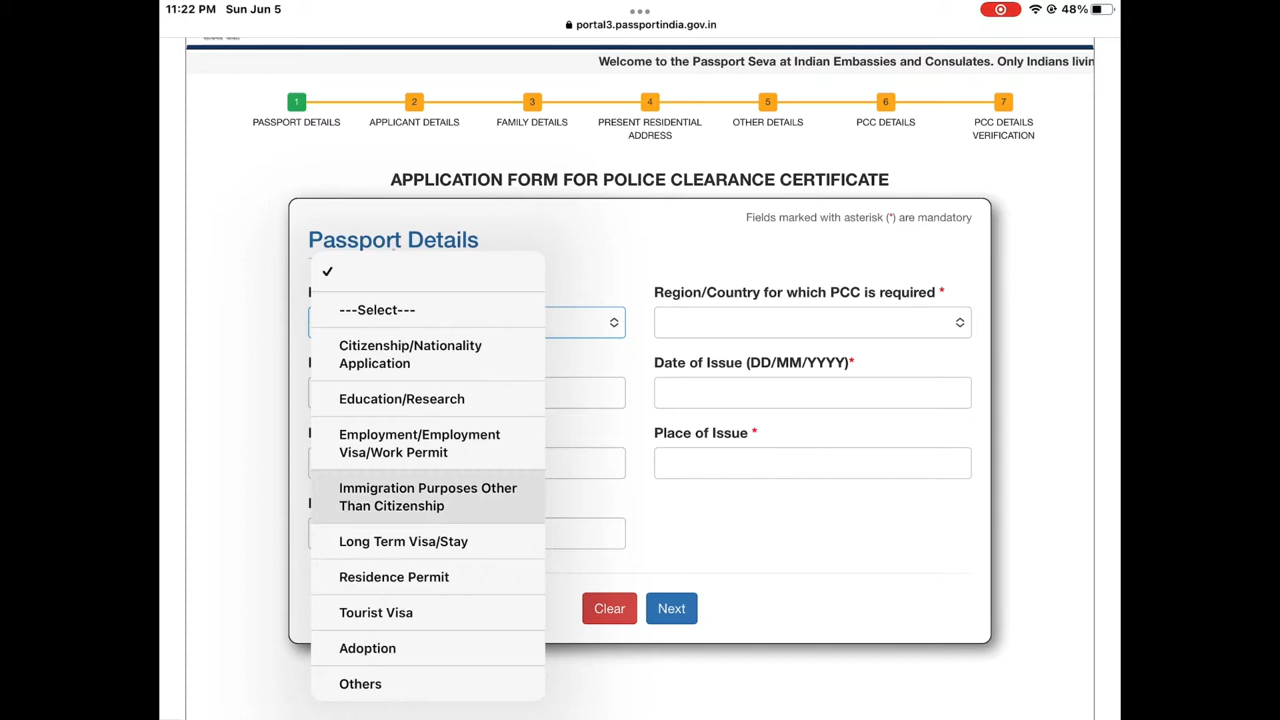 11:22 PM Sun Jun 5
48%
portal3.passportindia.gov.in
Welcome to the Passport Seva at Indian Embassies and Consulates. Only Indians livin
1 2 3 4 5 6 7
PASSPORT DETAILS APPLICANT DETAILS FAMILY DETAILS PRESENT RESIDENTIAL OTHER DETAILS PCC DETAILS PCC DETAILS
ADDRESS VERIFICATION
APPLICATION FORM FOR POLICE CLEARANCE CERTIFICATE
Fields marked with asterisk (*) are mandatory
Passport Details
---Select---
Citizenship/Nationality
Application
Education/Research
Employment/Employment
Visa/Work Permit
Immigration Purposes Other
Than Citizenship
Long Term Visa/Stay
Residence Permit
Tourist Visa
Adoption
Others
Region/Country for which PCC is required *
Date of Issue (DD/MM/YYYY)*
Place of Issue *
Clear Next